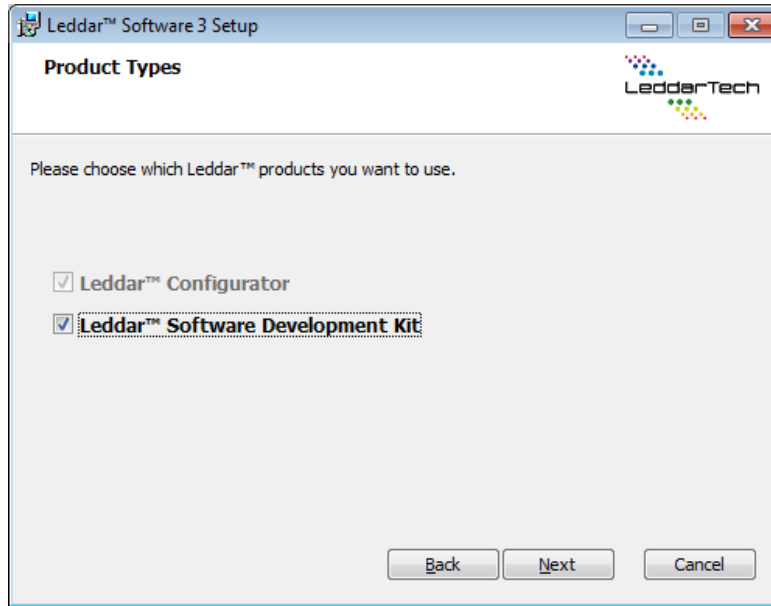 Leddar™ Software 3 Setup
Product Types
LeddarTech
Please choose which Leddar™ products you want to use.
Leddar™ Configurator
Leddar™ Software Development Kit
Back Next Cancel